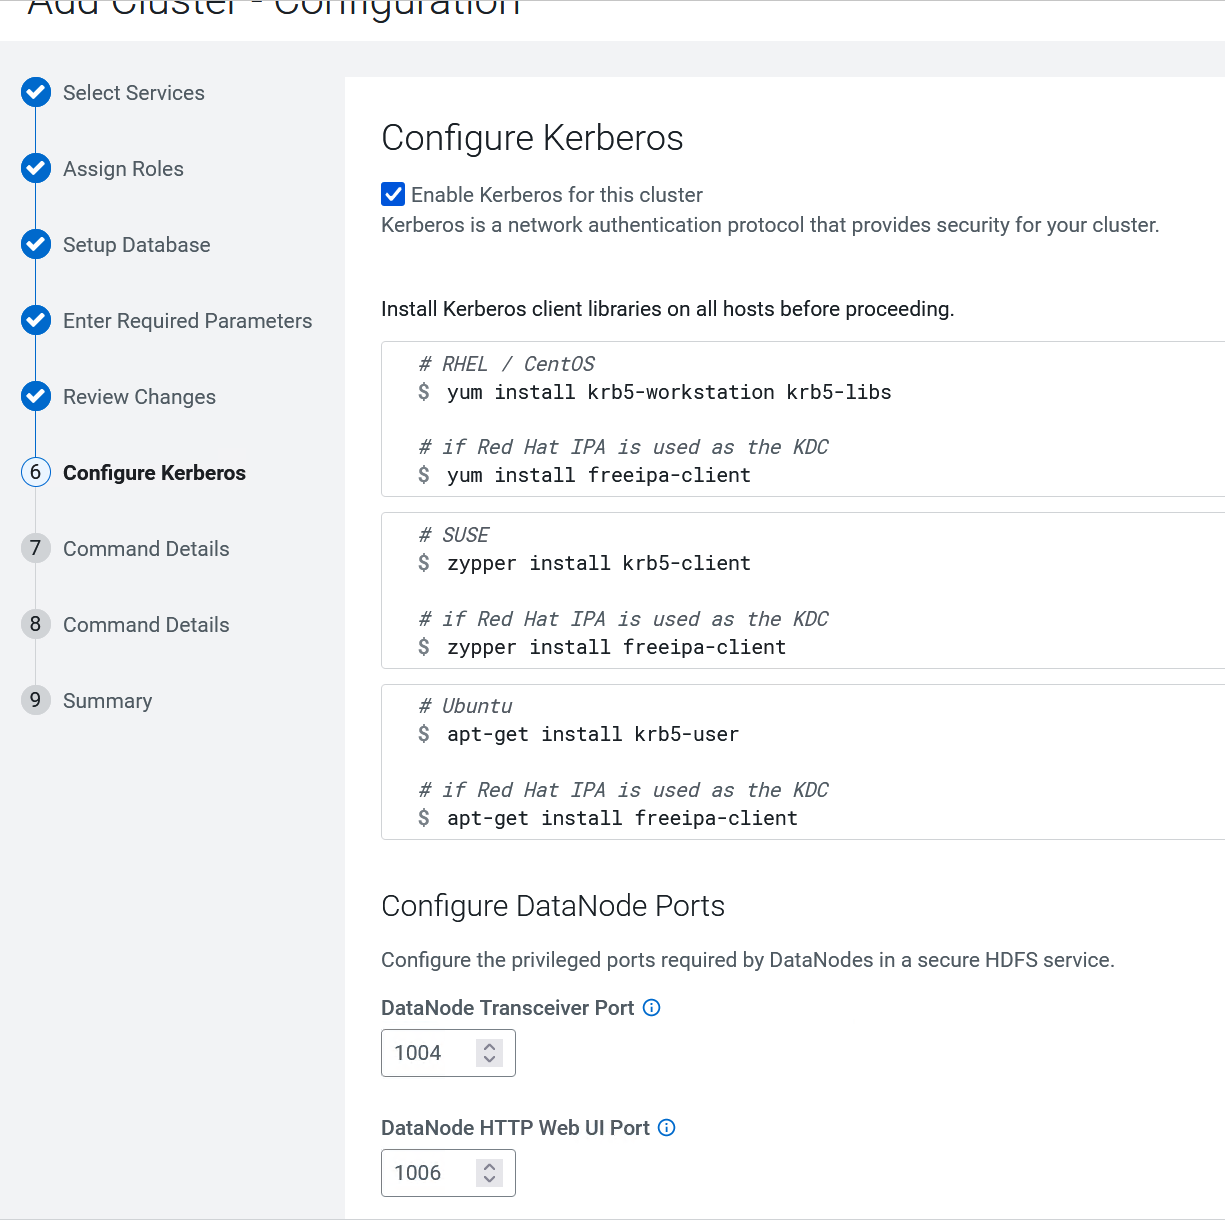 Add Cluster - Configuration
Select Services
Assign Roles
Setup Database
Enter Required Parameters
Review Changes
6 Configure Kerberos
7 Command Details
8 Command Details
9 Summary
Configure Kerberos
Enable Kerberos for this cluster
Kerberos is a network authentication protocol that provides security for your cluster.
Install Kerberos client libraries on all hosts before proceeding.
# RHEL / CentOS
$ yum install krb5-workstation krb5-libs
# if Red Hat IPA is used as the KDC
$ yum install freeipa-client
# SUSE
$ zypper install krb5-client
# if Red Hat IPA is used as the KDC
$ zypper install freeipa-client
# Ubuntu
$ apt-get install krb5-user
# if Red Hat IPA is used as the KDC
$ apt-get install freeipa-client
Configure DataNode Ports
Configure the privileged ports required by DataNodes in a secure HDFS service.
DataNode Transceiver Port
1004
DataNode HTTP Web UI Port
1006